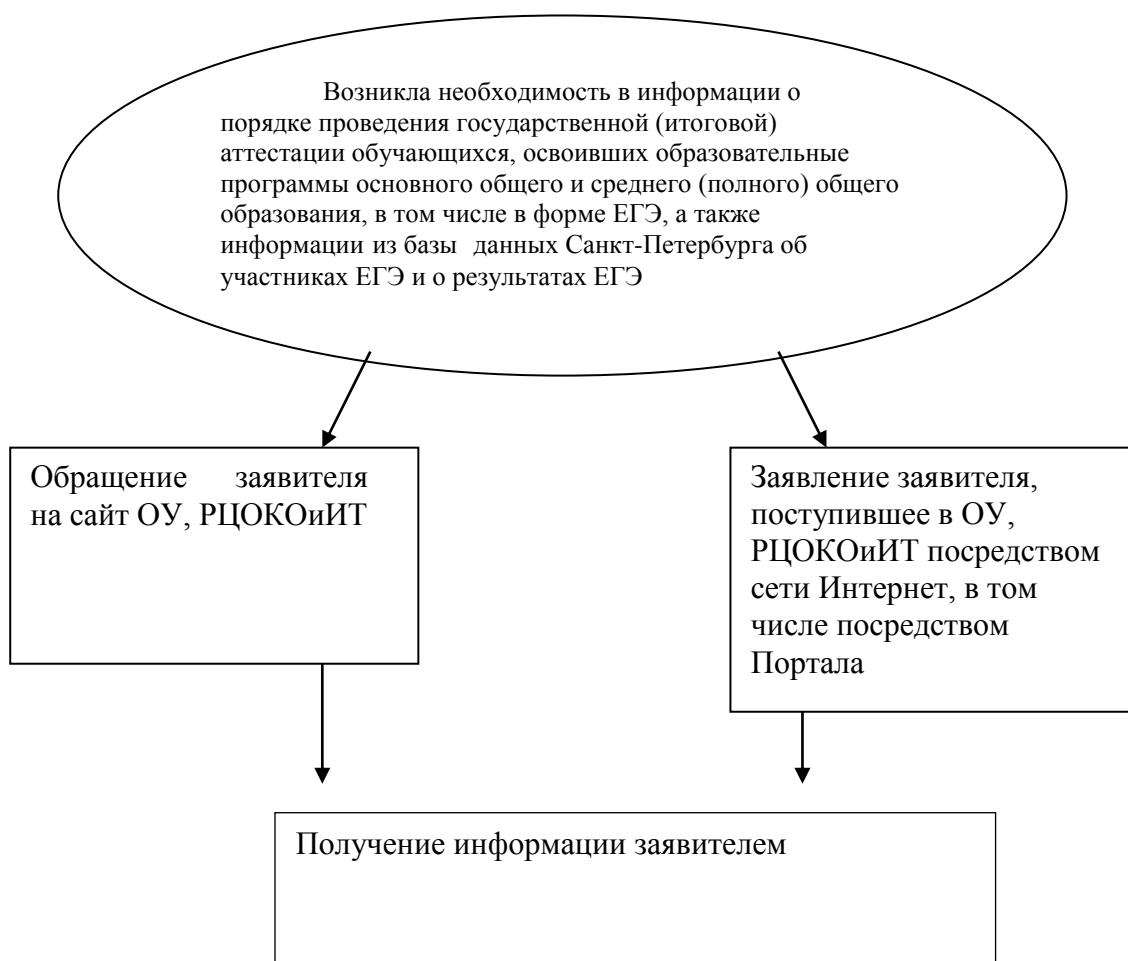 Возникла необходимость в информации о
порядке проведения государственной (итоговой)
аттестации обучающихся, освоивших образовательные
программы основного общего и среднего (полного) общего
образования, в том числе в форме ЕГЭ, а также
информации из базы данных Санкт-Петербурга об
участниках ЕГЭ и о результатах ЕГЭ
Обращение заявителя
на сайт ОУ, РЦОКОиИТ
Заявление заявителя,
поступившее в ОУ,
РЦОКОиИТ посредством
сети Интернет, в том
числе посредством
Портала
Получение информации заявителем